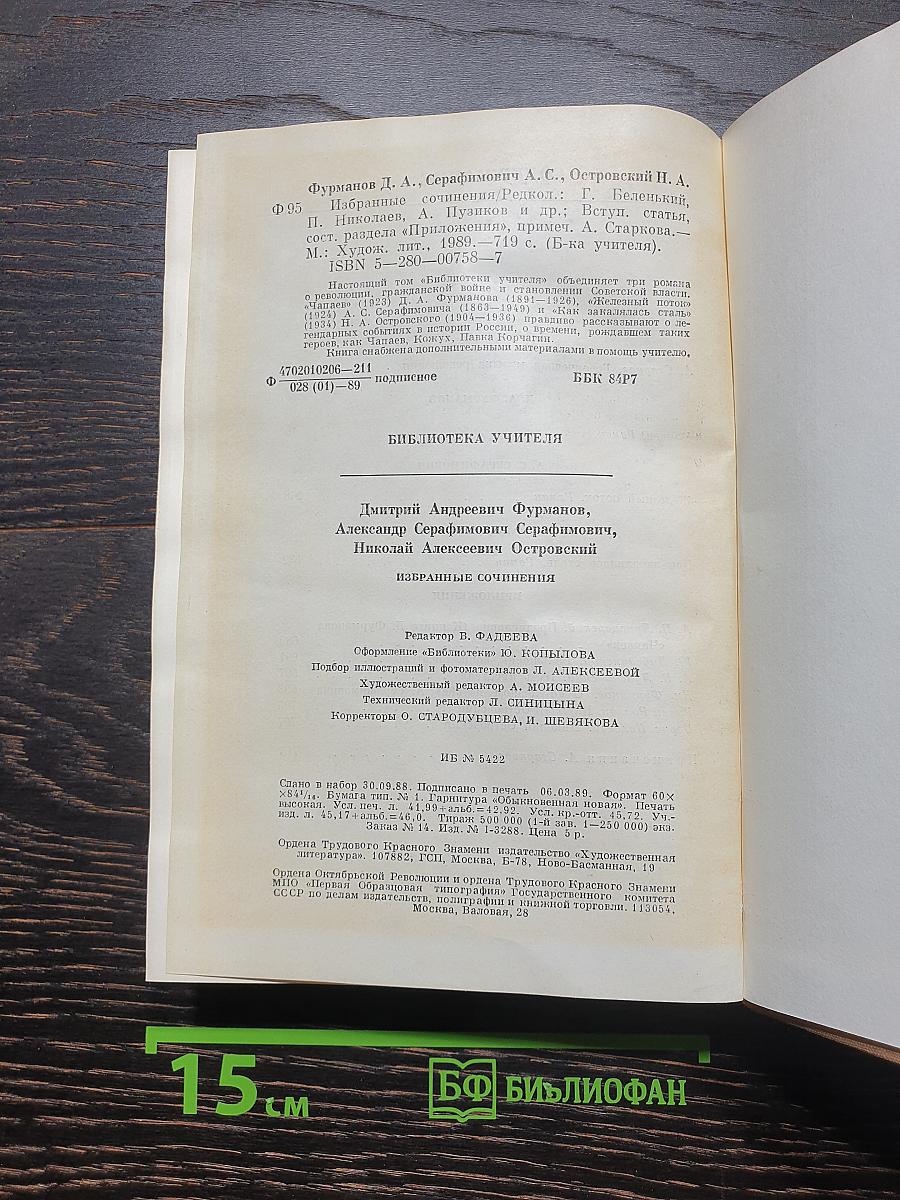 Фурманов Д. А., Серафимович А. С., Островский Н. А.
Ф 95 Избранные сочинения/Редкол.: Г. Беленький,
П. Николаев, А. Пузиков и др.; Вступ. статья,
сост. раздела «Приложения», примеч. А. Старкова.—
М.: Худож. лит., 1989.—719 с. (Б-ка учителя).
ISBN 5—280—00758—7
Настоящий том «Библиотеки учителя» объединяет три романа
о революции, гражданской войне и становлении Советской власти.
«Чапаев» (1923) Д. А. Фурманова (1891—1926), «Железный поток»
(1924) А. С. Серафимовича (1863—1949) и «Как закалялась сталь»
(1934) Н. А. Островского (1904—1936) правдиво рассказывают о ле-
гендарных событиях в истории России, о времени, рождавшем таких
героев, как Чапаев, Кожух, Павка Корчагин.
Книга снабжена дополнительными материалами в помощь учителю.
Ф 4702010206—211
028 (01)—89 подписное ББК 84Р7
БИБЛИОТЕКА УЧИТЕЛЯ
Дмитрий Андреевич Фурманов,
Александр Серафимович Серафимович,
Николай Алексеевич Островский
ИЗБРАННЫЕ СОЧИНЕНИЯ
Редактор В. ФАДЕЕВА
Оформление «Библиотеки» Ю. КОПЫЛОВА
Подбор иллюстраций и фотоматериалов Л. АЛЕКСЕЕВОЙ
Художественный редактор А. МОИСЕЕВ
Технический редактор Л. СИНИЦЫНА
Корректоры О. СТАРОДУБЦЕВА, И. ШЕВЯКОВА
ИБ № 5422
Сдано в набор 30.09.88. Подписано в печать 06.03.89. Формат 60×
×84¹/₁₆. Бумага тип. № 1. Гарнитура «Обыкновенная новая». Печать
высокая. Усл. печ. л. 41,99+альб.=42,92. Усл. кр.-отт. 45,72. Уч.-
изд. л. 45,17+альб.=46,0. Тираж 500 000 (1-й зав. 1—250 000) экз.
Заказ № 14. Изд. № 1-3288. Цена 5 р.
Ордена Трудового Красного Знамени издательство «Художественная
литература». 107882, ГСП, Москва, Б-78, Ново-Басманная, 19
Ордена Октябрьской Революции и ордена Трудового Красного Знамени
МПО «Первая Образцовая типография» Государственного комитета
СССР по делам издательств, полиграфии и книжной торговли. 113054,
Москва, Валовая, 28
15 см
БФ БИБЛИОФАН